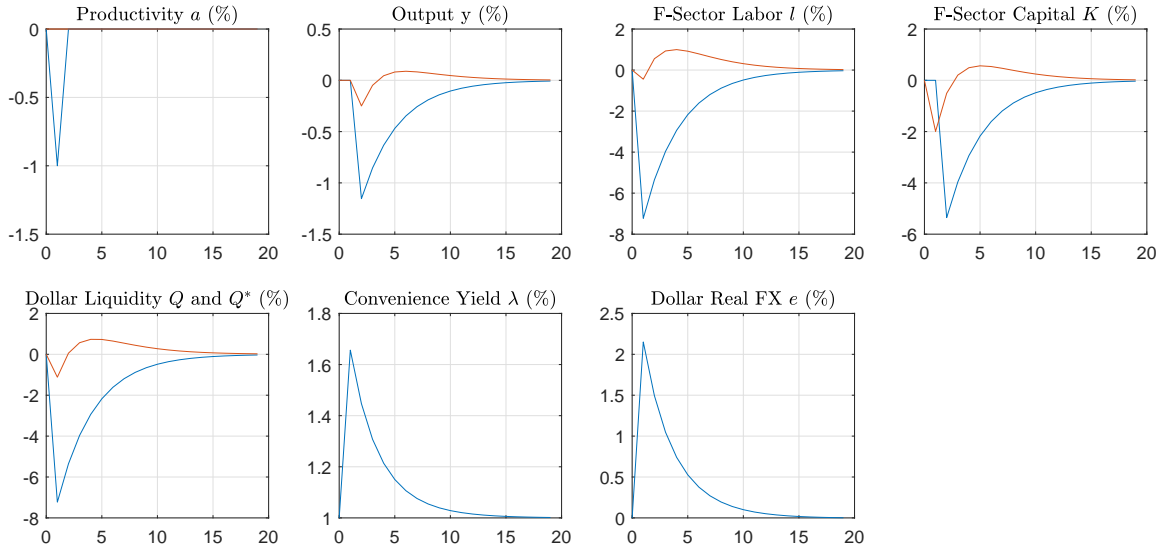 Productivity a (%)
0
-0.5
-1
-1.5
0 5 10 15 20
Output y (%)
0.5
0
-0.5
-1
-1.5
0 5 10 15 20
F-Sector Labor l (%)
2
0
-2
-4
-6
-8
0 5 10 15 20
F-Sector Capital K (%)
2
0
-2
-4
-6
0 5 10 15 20
Dollar Liquidity Q and Q* (%)
2
0
-2
-4
-6
-8
0 5 10 15 20
Convenience Yield λ (%)
1.8
1.6
1.4
1.2
1
0 5 10 15 20
Dollar Real FX e (%)
2.5
2
1.5
1
0.5
0
0 5 10 15 20